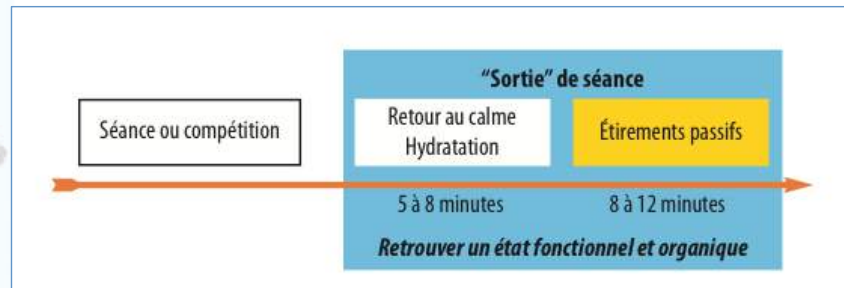 “Sortie” de séance
Séance ou compétition
Retour au calme
Hydratation
Étirements passifs
5 à 8 minutes
8 à 12 minutes
Retrouver un état fonctionnel et organique